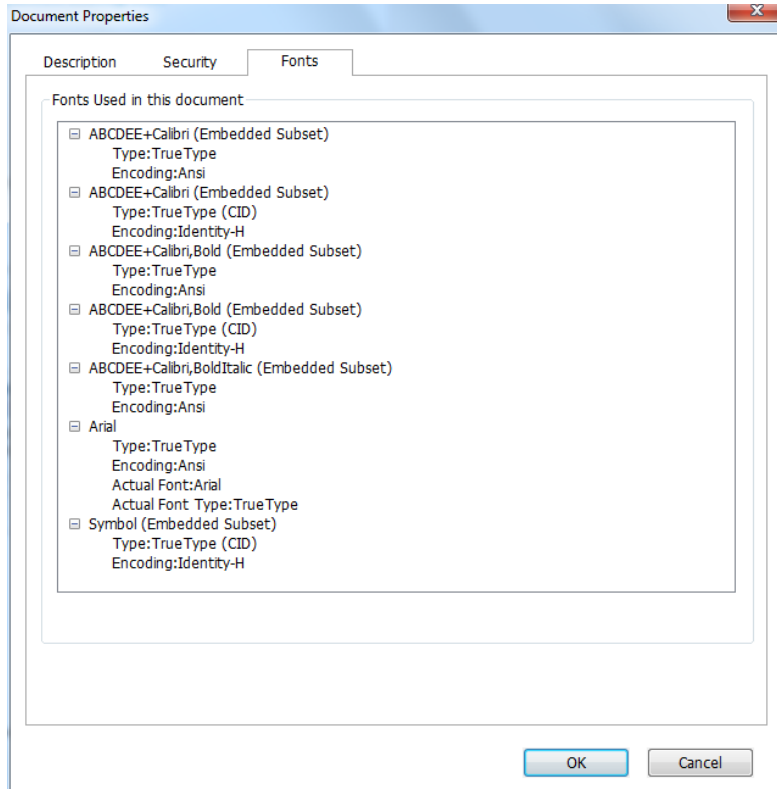 Document Properties
Description Security Fonts
Fonts Used in this document
ABCDEE+Calibri (Embedded Subset)
Type:TrueType
Encoding:Ansi
ABCDEE+Calibri (Embedded Subset)
Type:TrueType (CID)
Encoding:Identity-H
ABCDEE+Calibri,Bold (Embedded Subset)
Type:TrueType
Encoding:Ansi
ABCDEE+Calibri,Bold (Embedded Subset)
Type:TrueType (CID)
Encoding:Identity-H
ABCDEE+Calibri,BoldItalic (Embedded Subset)
Type:TrueType
Encoding:Ansi
Arial
Type:TrueType
Encoding:Ansi
Actual Font:Arial
Actual Font Type:TrueType
Symbol (Embedded Subset)
Type:TrueType (CID)
Encoding:Identity-H
OK Cancel